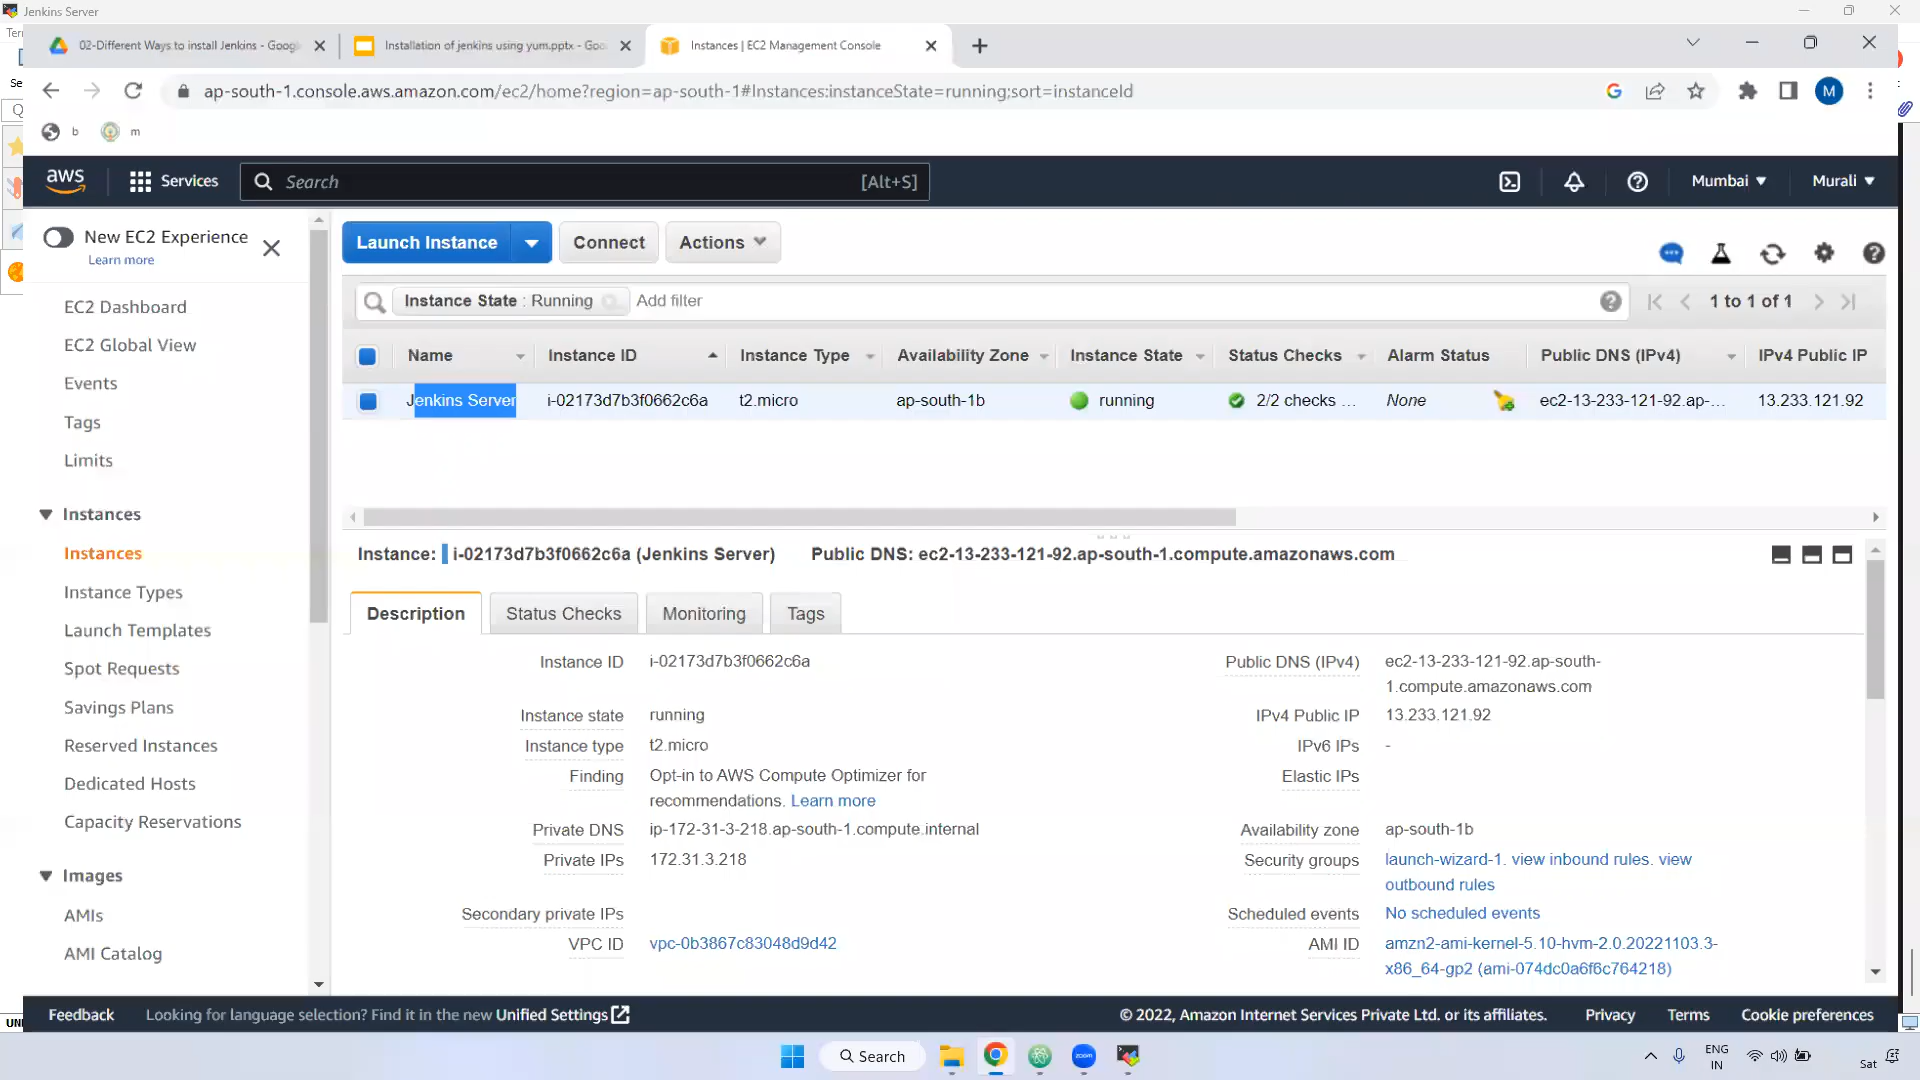 Jenkins Server
Ter
02-Different Ways to install Jenkins - Googl
Installation of jenkins using yum.pptx - Goo
Instances | EC2 Management Console
Se
ap-south-1.console.aws.amazon.com/ec2/home?region=ap-south-1#Instances:instanceState=running;sort=instanceId
M
b
m
aws
Services
Search
[Alt+S]
Mumbai
Murali
New EC2 Experience
Learn more
Launch Instance
Connect
Actions
EC2 Dashboard
EC2 Global View
Events
Tags
Limits
Instances
Instances
Instance Types
Launch Templates
Spot Requests
Savings Plans
Reserved Instances
Dedicated Hosts
Capacity Reservations
Images
AMIs
AMI Catalog
Instance State : Running
Add filter
1 to 1 of 1
Name Instance ID Instance Type Availability Zone Instance State Status Checks Alarm Status Public DNS (IPv4) IPv4 Public IP
Jenkins Server i-02173d7b3f0662c6a t2.micro ap-south-1b running 2/2 checks ... None ec2-13-233-121-92.ap-... 13.233.121.92
Instance: i-02173d7b3f0662c6a (Jenkins Server) Public DNS: ec2-13-233-121-92.ap-south-1.compute.amazonaws.com
Description Status Checks Monitoring Tags
Instance ID i-02173d7b3f0662c6a
Instance state running
Instance type t2.micro
Finding Opt-in to AWS Compute Optimizer for
recommendations. Learn more
Private DNS ip-172-31-3-218.ap-south-1.compute.internal
Private IPs 172.31.3.218
Secondary private IPs
VPC ID vpc-0b3867c83048d9d42
Public DNS (IPv4) ec2-13-233-121-92.ap-south-
1.compute.amazonaws.com
IPv4 Public IP 13.233.121.92
IPv6 IPs -
Elastic IPs
Availability zone ap-south-1b
Security groups launch-wizard-1. view inbound rules. view
outbound rules
Scheduled events No scheduled events
AMI ID amzn2-ami-kernel-5.10-hvm-2.0.20221103.3-
x86_64-gp2 (ami-074dc0a6f6c764218)
UNI
Feedback
Looking for language selection? Find it in the new Unified Settings
© 2022, Amazon Internet Services Private Ltd. or its affiliates.
Privacy
Terms
Cookie preferences
Search
zoom
ENG
IN
Sat